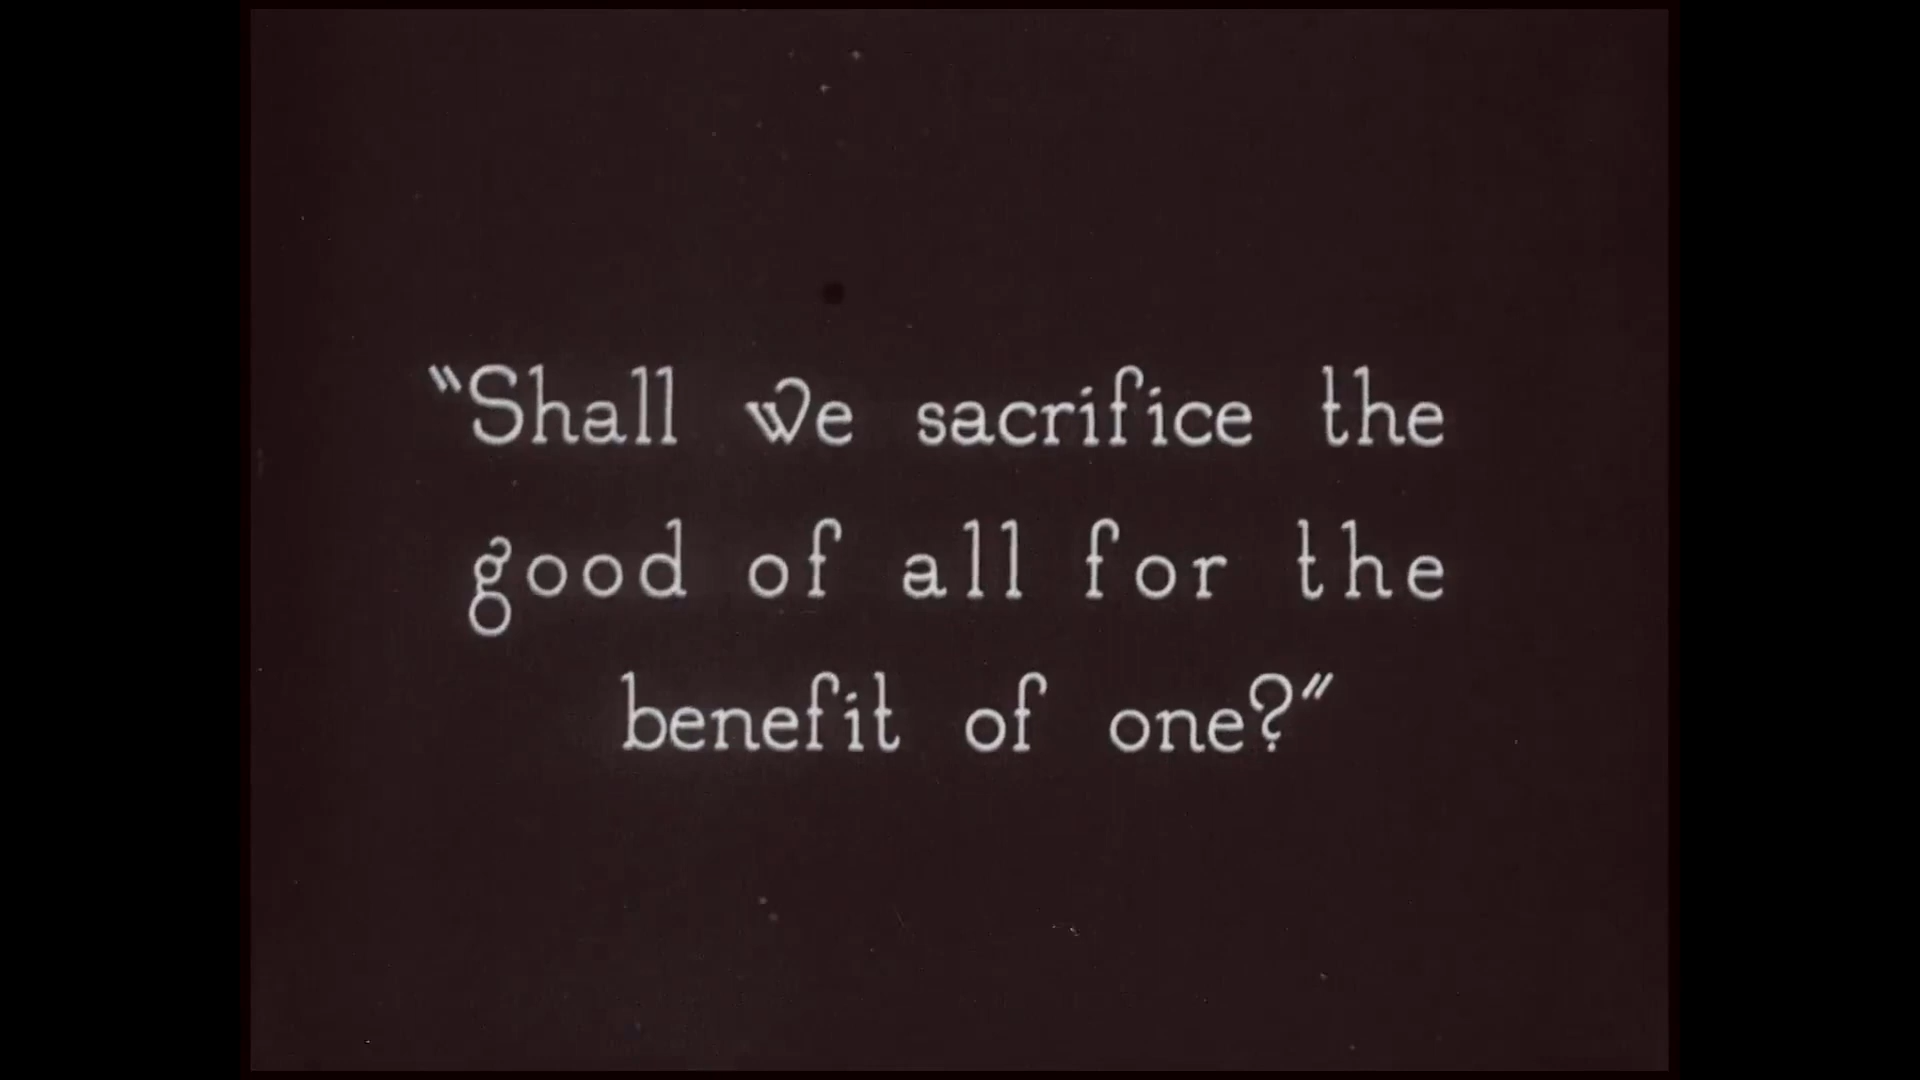 "Shall we sacrifice the
good of all for the
benefit of one?"